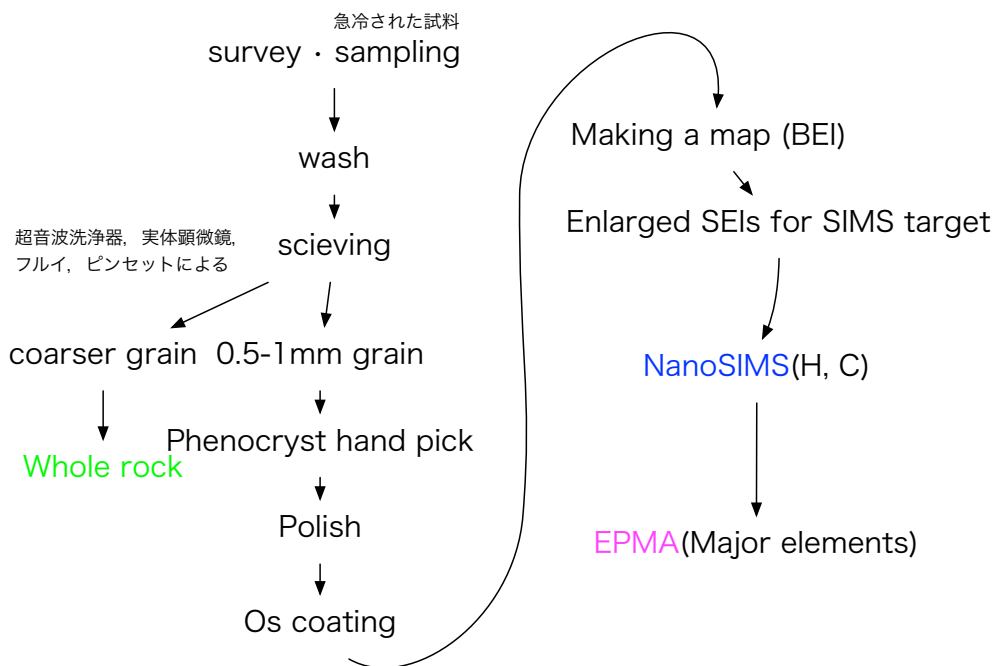 急冷された試料
survey・sampling
wash
超音波洗浄器，実体顕微鏡，
フルイ，ピンセットによる
scieving
coarser grain
0.5-1mm grain
Whole rock
Phenocryst hand pick
Polish
Os coating
Making a map (BEI)
Enlarged SEIs for SIMS target
NanoSIMS(H, C)
EPMA(Major elements)